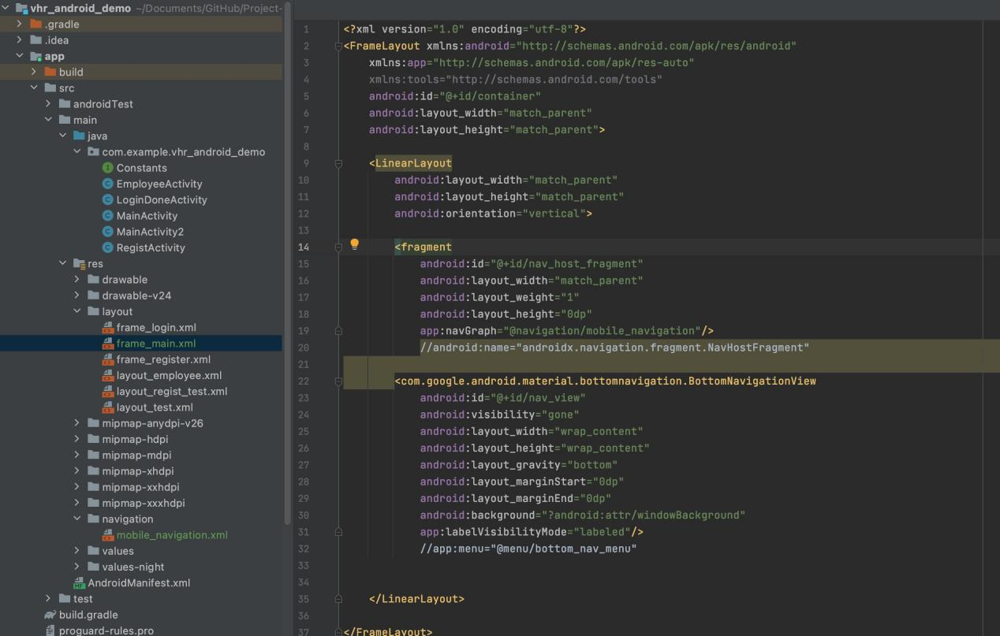 vhr_android_demo ~/Documents/GitHub/Project-
.gradle
.idea
app
build
src
androidTest
main
java
com.example.vhr_android_demo
Constants
EmployeeActivity
LoginDoneActivity
MainActivity
MainActivity2
RegistActivity
res
drawable
drawable-v24
layout
frame_login.xml
frame_main.xml
frame_register.xml
layout_employee.xml
layout_regist_test.xml
layout_test.xml
mipmap-anydpi-v26
mipmap-hdpi
mipmap-mdpi
mipmap-xhdpi
mipmap-xxhdpi
mipmap-xxxhdpi
navigation
mobile_navigation.xml
values
values-night
AndroidManifest.xml
test
build.gradle
proguard-rules.pro
1 <?xml version="1.0" encoding="utf-8"?>
2 <FrameLayout xmlns:android="http://schemas.android.com/apk/res/android"
3 xmlns:app="http://schemas.android.com/apk/res-auto"
4 xmlns:tools="http://schemas.android.com/tools"
5 android:id="@+id/container"
6 android:layout_width="match_parent"
7 android:layout_height="match_parent">
8
9 <LinearLayout
10 android:layout_width="match_parent"
11 android:layout_height="match_parent"
12 android:orientation="vertical">
13
14 <fragment
15 android:id="@+id/nav_host_fragment"
16 android:layout_width="match_parent"
17 android:layout_weight="1"
18 android:layout_height="0dp"
19 app:navGraph="@navigation/mobile_navigation"/>
20 //android:name="androidx.navigation.fragment.NavHostFragment"
21
22 <com.google.android.material.bottomnavigation.BottomNavigationView
23 android:id="@+id/nav_view"
24 android:visibility="gone"
25 android:layout_width="wrap_content"
26 android:layout_height="wrap_content"
27 android:layout_gravity="bottom"
28 android:layout_marginStart="0dp"
29 android:layout_marginEnd="0dp"
30 android:background="?android:attr/windowBackground"
31 app:labelVisibilityMode="labeled"/>
32 //app:menu="@menu/bottom_nav_menu"
33
34
35 </LinearLayout>
36
37 </FrameLayout>